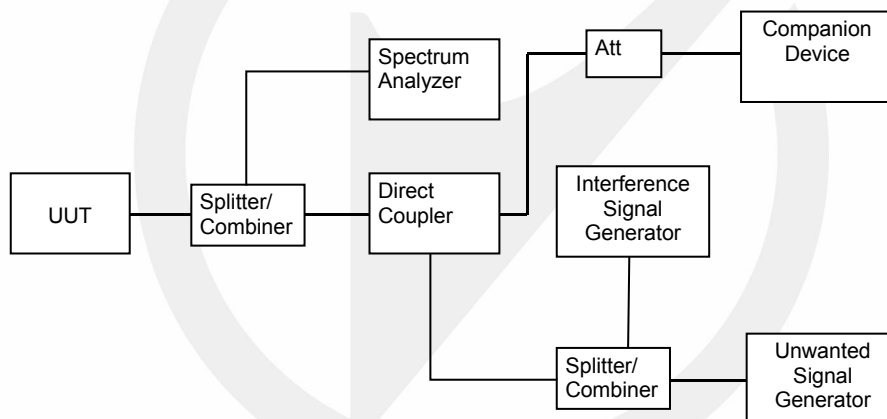 Spectrum
Analyzer
Att
Companion
Device
UUT
Splitter/
Combiner
Direct
Coupler
Interference
Signal
Generator
Splitter/
Combiner
Unwanted
Signal
Generator